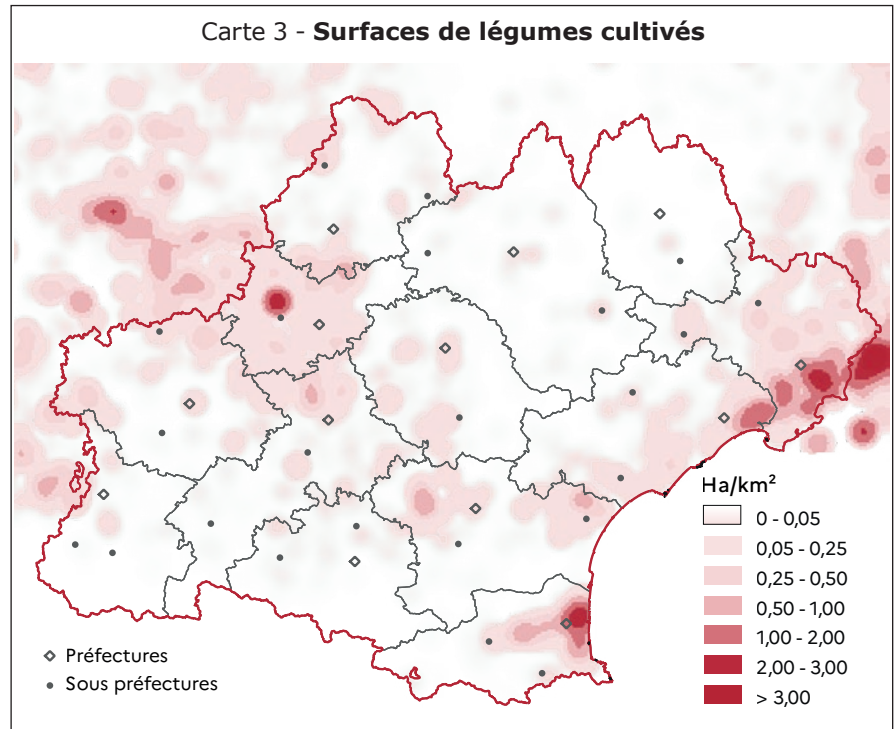 Carte 3 - Surfaces de légumes cultivés
Ha/km²
0 - 0,05
0,05 - 0,25
0,25 - 0,50
0,50 - 1,00
1,00 - 2,00
2,00 - 3,00
> 3,00
Préfectures
Sous préfectures